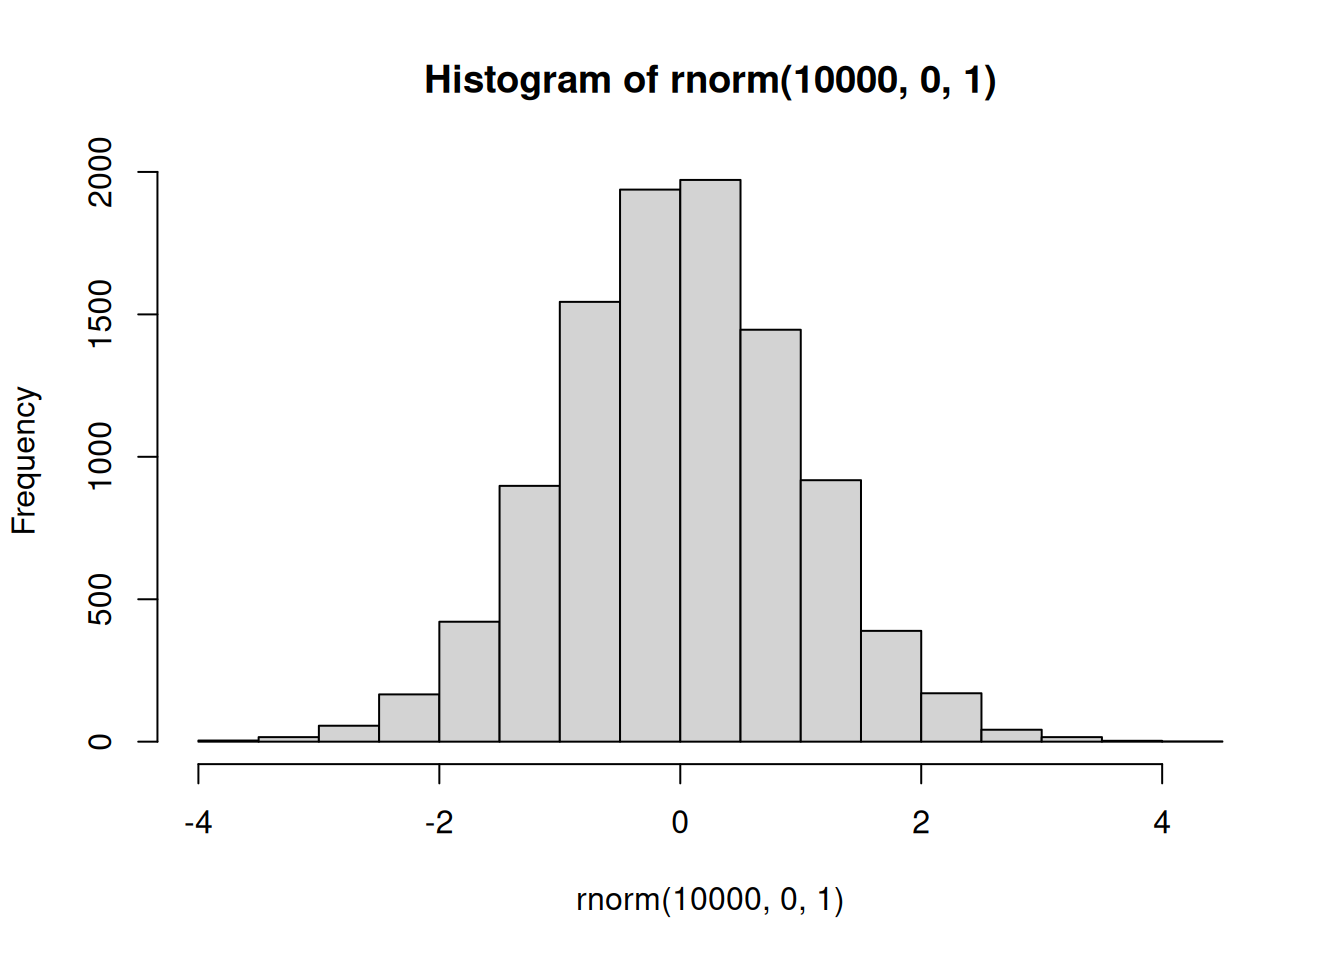 Histogram of rnorm(10000, 0, 1)
Frequency
2000
1500
1000
500
0
-4 -2 0 2 4
rnorm(10000, 0, 1)